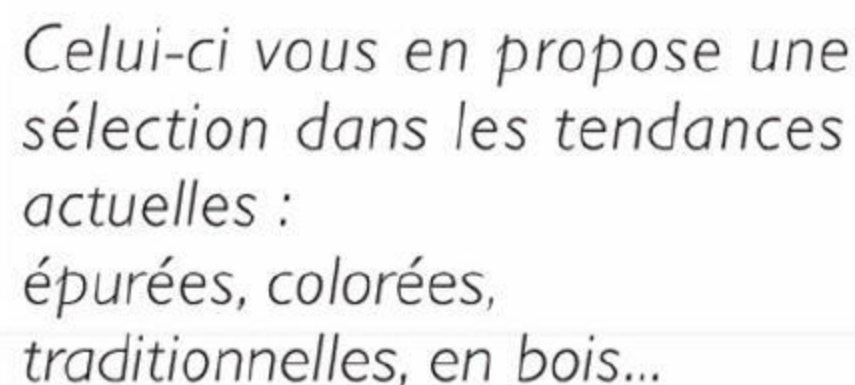 Celui-ci vous en propose une
sélection dans les tendances
actuelles :
épurées, colorées,
traditionnelles, en bois...